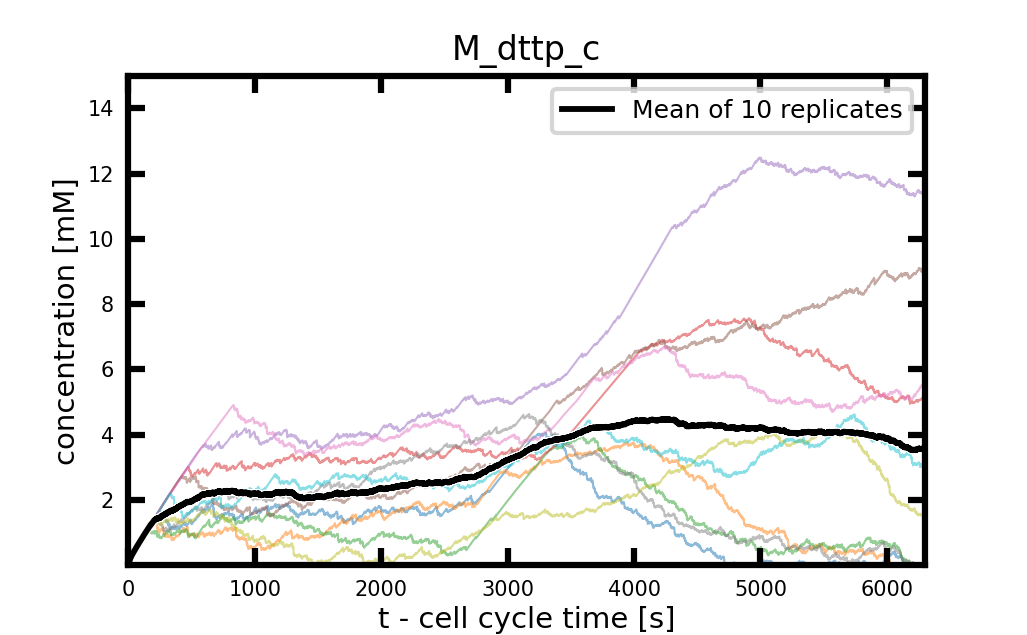 M_dttp_c
Mean of 10 replicates
concentration [mM]
14
12
10
8
6
4
2
0 1000 2000 3000 4000 5000 6000
t - cell cycle time [s]